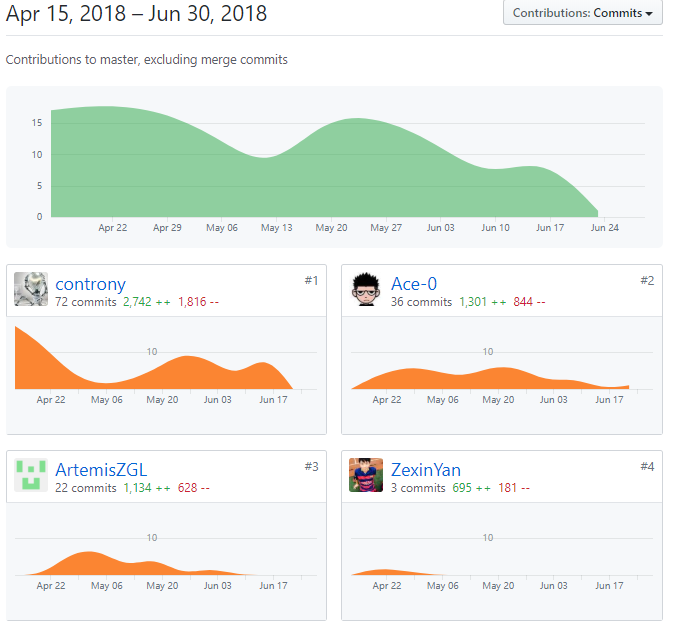 Apr 15, 2018 – Jun 30, 2018
Contributions: Commits
Contributions to master, excluding merge commits
15
10
5
0
Apr 22 Apr 29 May 06 May 13 May 20 May 27 Jun 03 Jun 10 Jun 17 Jun 24
controny #1
72 commits 2,742 ++ 1,816 --
10
Apr 22 May 06 May 20 Jun 03 Jun 17
Ace-0 #2
36 commits 1,301 ++ 844 --
10
Apr 22 May 06 May 20 Jun 03 Jun 17
ArtemisZGL #3
22 commits 1,134 ++ 628 --
10
Apr 22 May 06 May 20 Jun 03 Jun 17
ZexinYan #4
3 commits 695 ++ 181 --
10
Apr 22 May 06 May 20 Jun 03 Jun 17